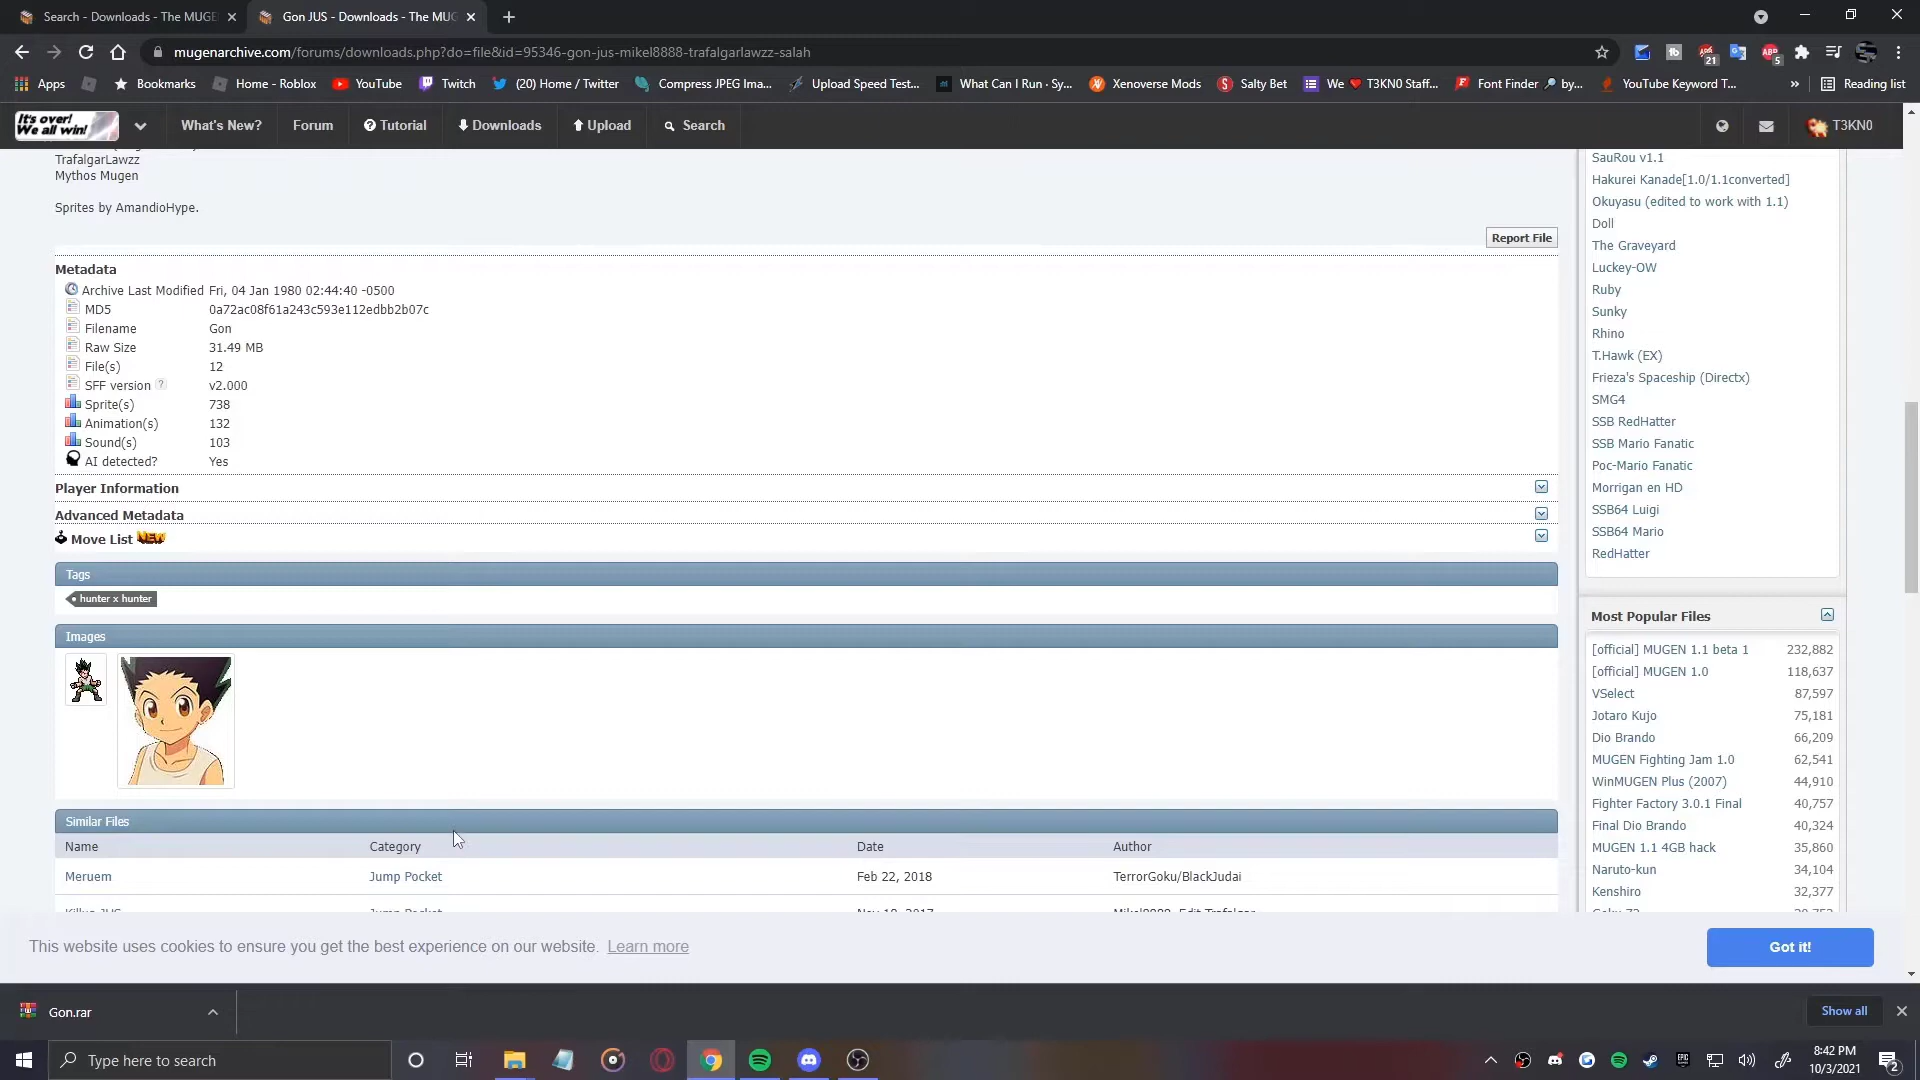 Search - Downloads - The MUGE
Gon JUS - Downloads - The MUG
mugenarchive.com/forums/downloads.php?do=file&id=95346-gon-jus-mikel8888-trafalgarlawzz-salah
21
5
Apps
Bookmarks
Home - Roblox
YouTube
Twitch
(20) Home / Twitter
Compress JPEG Ima...
Upload Speed Test...
What Can I Run · Sy...
Xenoverse Mods
Salty Bet
We ❤ T3KN0 Staff...
Font Finder 🔎 by...
YouTube Keyword T...
»
Reading list
It's over!
We all win!
What's New?
Forum
Tutorial
Downloads
Upload
Search
T3KN0
TrafalgarLawzz
Mythos Mugen
Sprites by AmandioHype.
Report File
Metadata
Archive Last Modified Fri, 04 Jan 1980 02:44:40 -0500
MD5 0a72ac08f61a243c593e112edbb2b07c
Filename Gon
Raw Size 31.49 MB
File(s) 12
SFF version ? v2.000
Sprite(s) 738
Animation(s) 132
Sound(s) 103
AI detected? Yes
Player Information
Advanced Metadata
Move List NEW
Tags
hunter x hunter
Images
Similar Files
Name Category Date Author
Meruem Jump Pocket Feb 22, 2018 TerrorGoku/BlackJudai
SauRou v1.1
Hakurei Kanade[1.0/1.1converted]
Okuyasu (edited to work with 1.1)
Doll
The Graveyard
Luckey-OW
Ruby
Sunky
Rhino
T.Hawk (EX)
Frieza's Spaceship (Directx)
SMG4
SSB RedHatter
SSB Mario Fanatic
Poc-Mario Fanatic
Morrigan en HD
SSB64 Luigi
SSB64 Mario
RedHatter
Most Popular Files
[official] MUGEN 1.1 beta 1 232,882
[official] MUGEN 1.0 118,637
VSelect 87,597
Jotaro Kujo 75,181
Dio Brando 66,209
MUGEN Fighting Jam 1.0 62,541
WinMUGEN Plus (2007) 44,910
Fighter Factory 3.0.1 Final 40,757
Final Dio Brando 40,324
MUGEN 1.1 4GB hack 35,860
Naruto-kun 34,104
Kenshiro 32,377
This website uses cookies to ensure you get the best experience on our website. Learn more
Got it!
Gon.rar
Show all
Type here to search
8:42 PM
10/3/2021
2